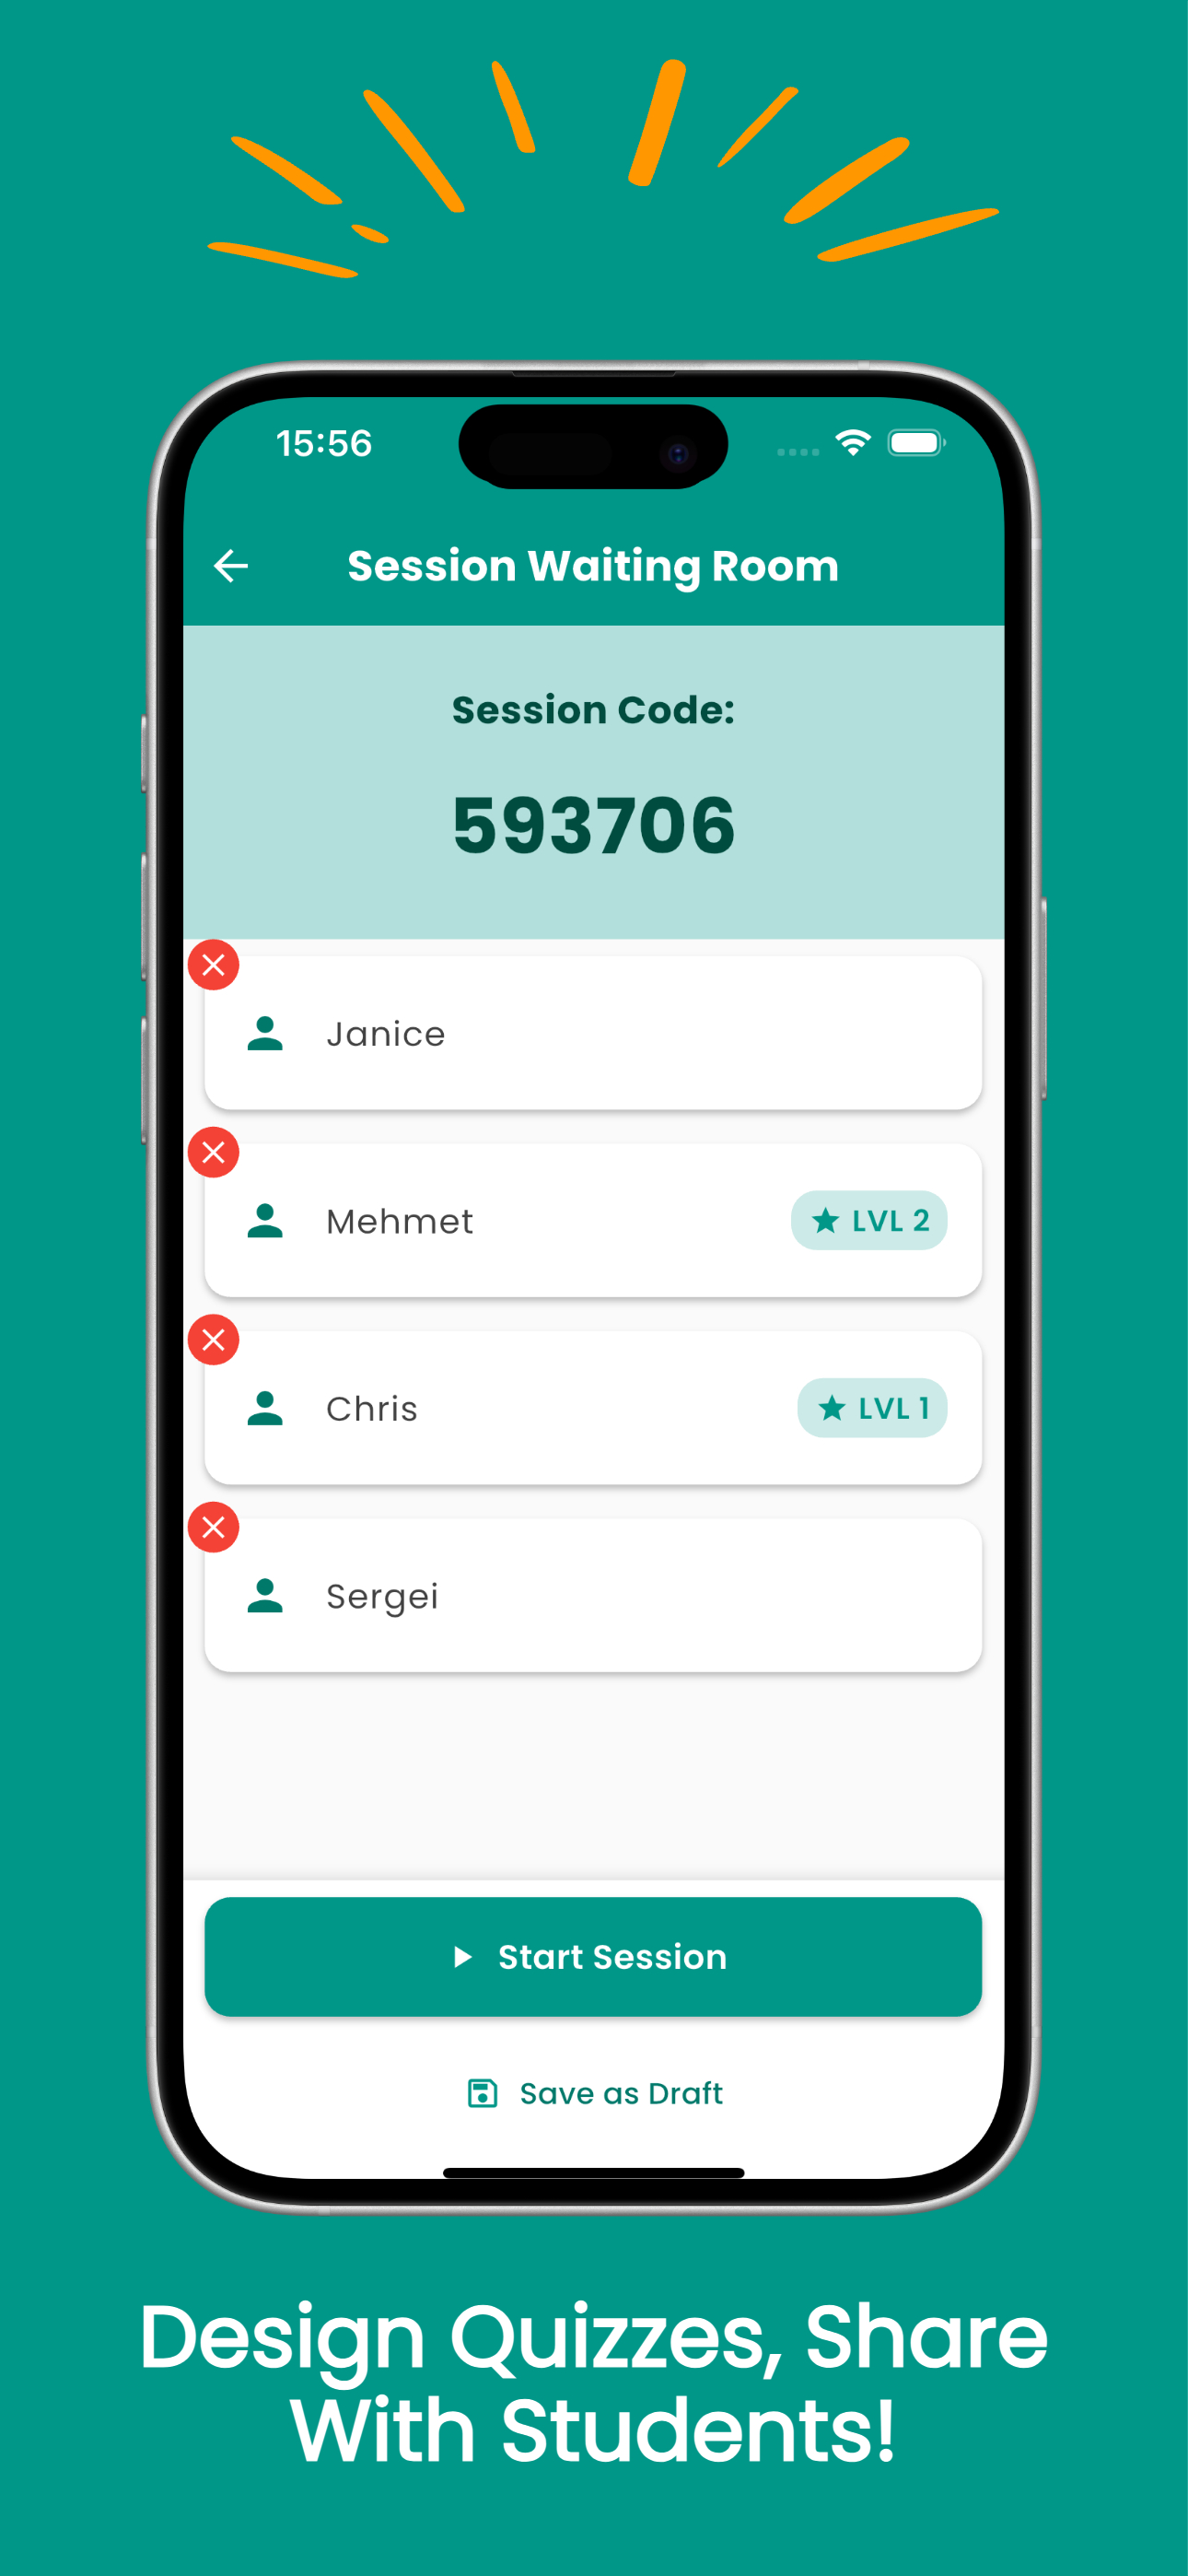 15:56
Session Waiting Room
Session Code:
593706
Janice
Mehmet
LVL 2
Chris
LVL 1
Sergei
Start Session
Save as Draft
Design Quizzes, Share
With Students!